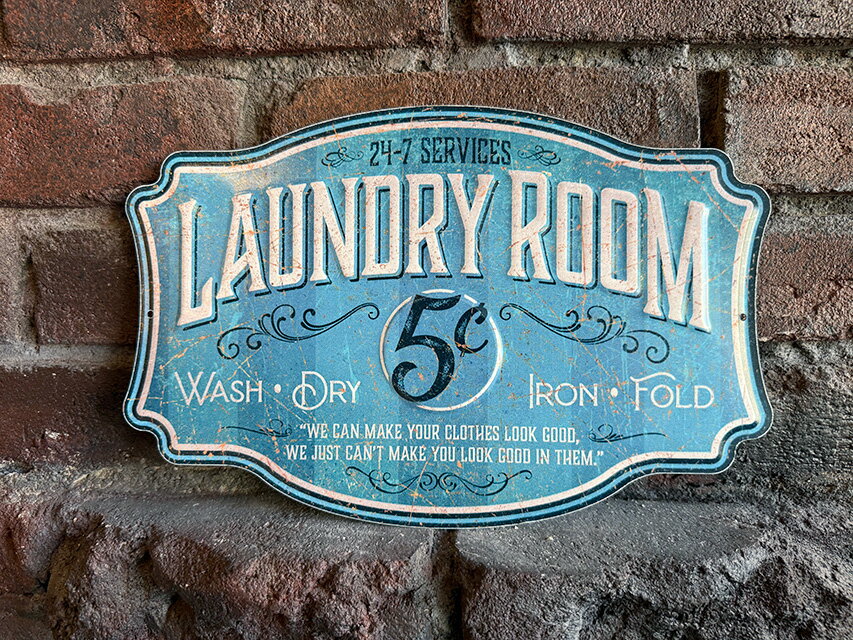 24-7 SERVICES
LAUNDRY ROOM
5¢
WASH • DRY IRON • FOLD
"WE CAN MAKE YOUR CLOTHES LOOK GOOD,
WE JUST CAN'T MAKE YOU LOOK GOOD IN THEM."